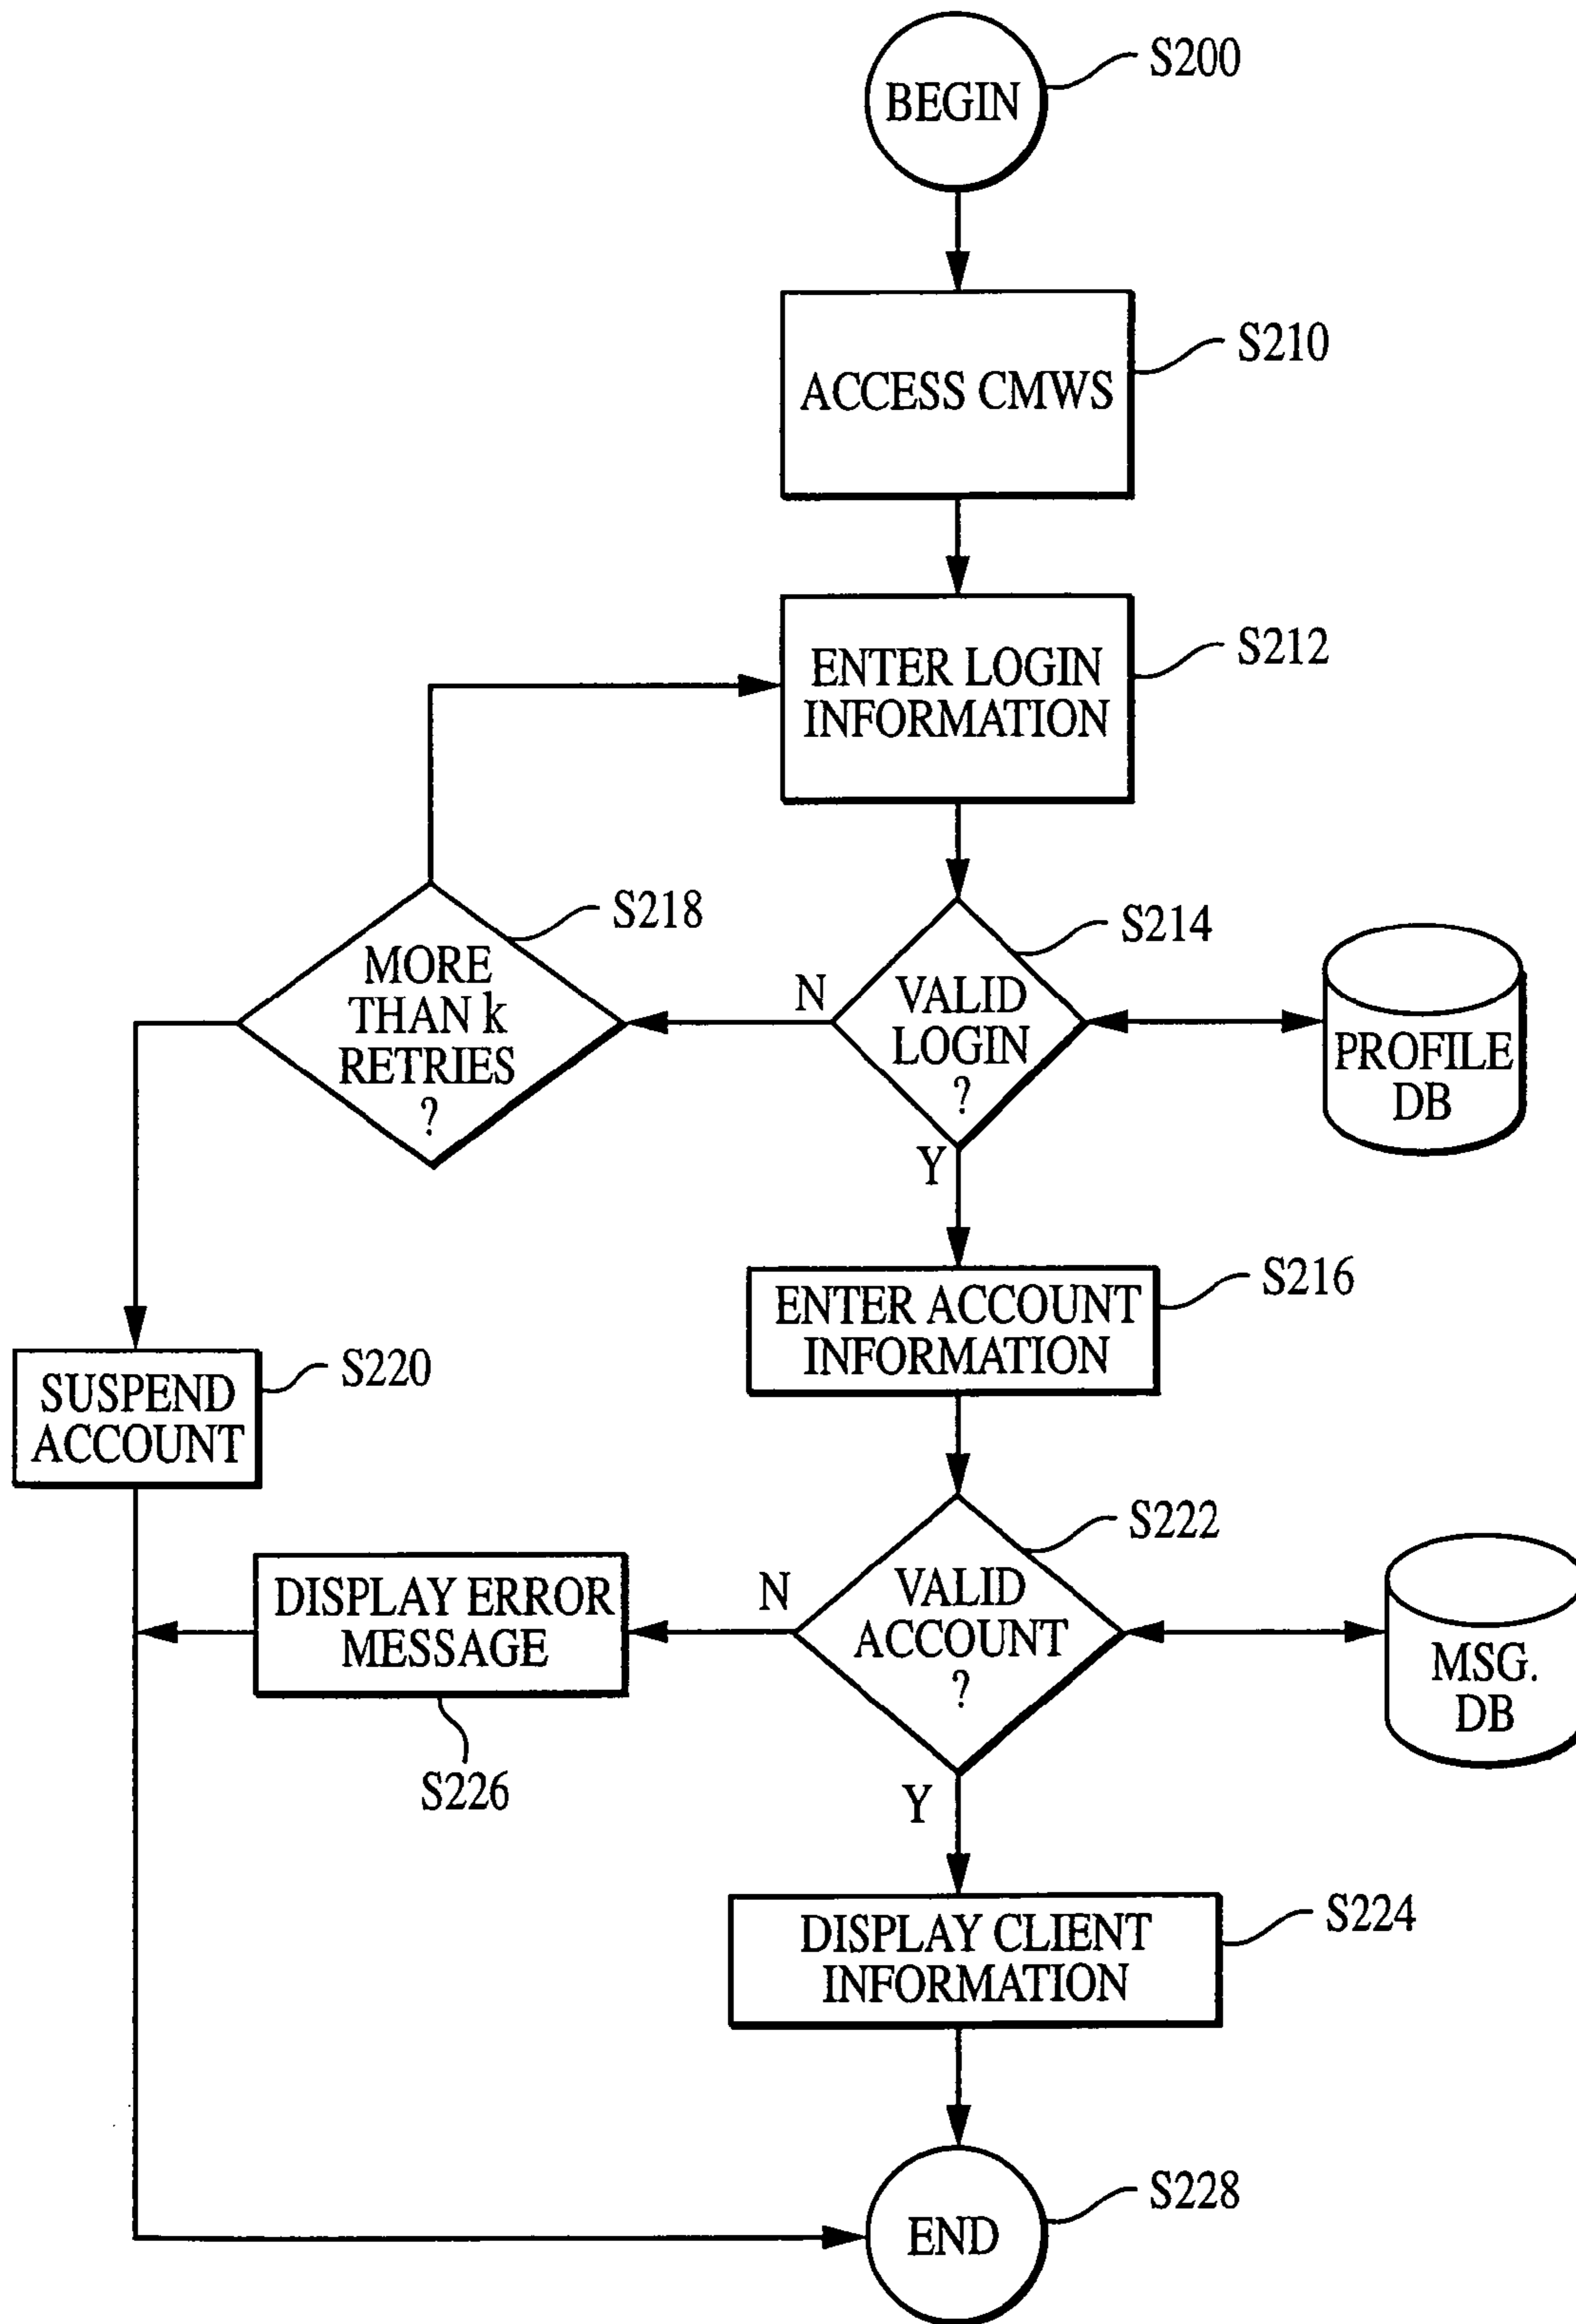 BEGIN
S200
ACCESS CMWS
S210
ENTER LOGIN
INFORMATION
S212
MORE
THAN k
RETRIES
?
S218
N
VALID
LOGIN
?
S214
Y
PROFILE
DB
ENTER ACCOUNT
INFORMATION
S216
SUSPEND
ACCOUNT
S220
DISPLAY ERROR
MESSAGE
S226
N
VALID
ACCOUNT
?
S222
Y
MSG.
DB
DISPLAY CLIENT
INFORMATION
S224
END
S228